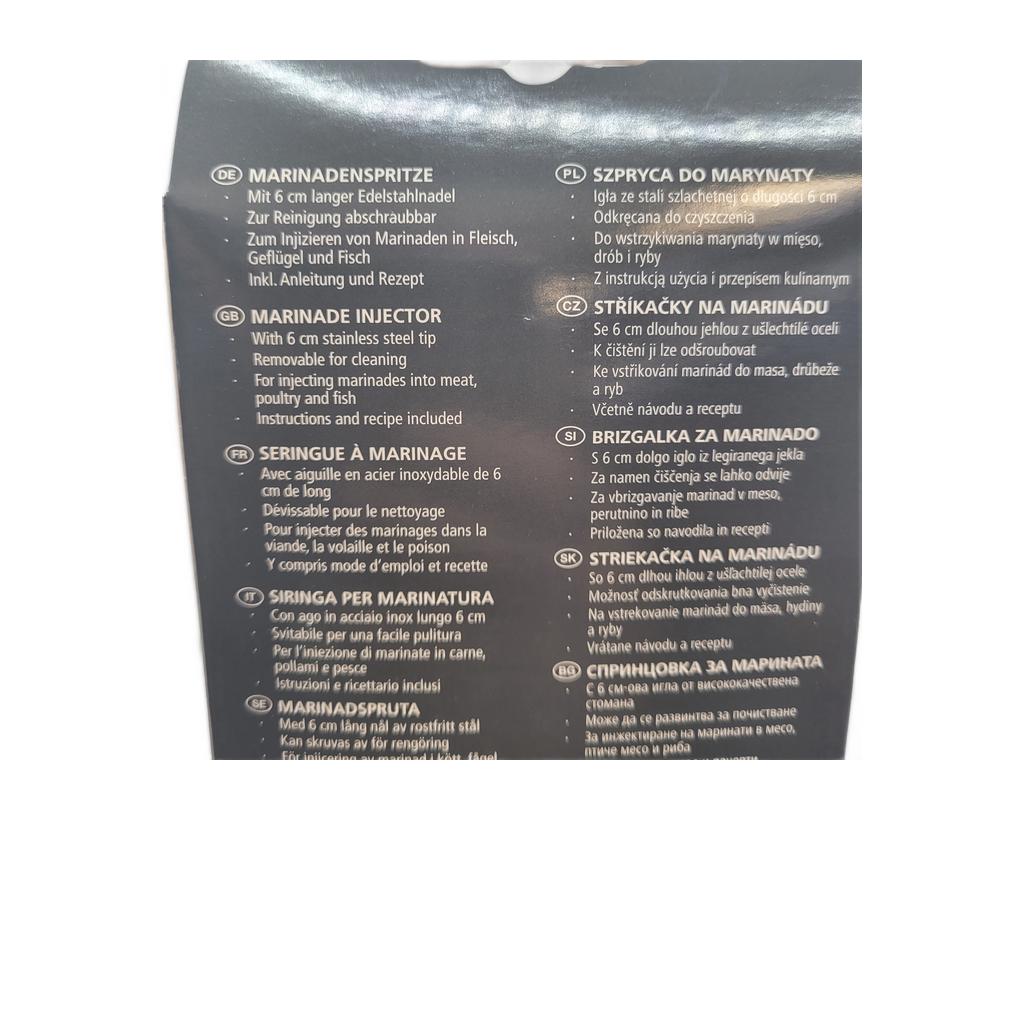 DE MARINADENSPRITZE
· Mit 6 cm langer Edelstahlnadel
· Zur Reinigung abschraubbar
· Zum Injizieren von Marinaden in Fleisch,
Geflügel und Fisch
· Inkl. Anleitung und Rezept
GB MARINADE INJECTOR
· With 6 cm stainless steel tip
· Removable for cleaning
· For injecting marinades into meat,
poultry and fish
· Instructions and recipe included
FR SERINGUE À MARINAGE
· Avec aiguille en acier inoxydable de 6
cm de long
· Dévissable pour le nettoyage
· Pour injecter des marinages dans la
viande, la volaille et le poison
· Y compris mode d'emploi et recette
IT SIRINGA PER MARINATURA
· Con ago in acciaio inox lungo 6 cm
· Svitabile per una facile pulitura
· Per l'iniezione di marinate in carne,
pollami e pesce
· Istruzioni e ricettario inclusi
SE MARINADSPRUTA
· Med 6 cm lång nål av rostfritt stål
· Kan skruvas av för rengöring
· För injicering av marinad i kött, fågel
PL SZPRYCA DO MARYNATY
· Igła ze stali szlachetnej o długości 6 cm
· Odkręcana do czyszczenia
· Do wstrzykiwania marynaty w mięso,
drób i ryby
· Z instrukcją użycia i przepisem kulinarnym
CZ STŘÍKAČKY NA MARINÁDU
· Se 6 cm dlouhou jehlou z ušlechtilé oceli
· K čištění ji lze odšroubovat
· Ke vstřikování marinád do masa, drůbeže
a ryb
· Včetně návodu a receptu
SI BRIZGALKA ZA MARINADO
· S 6 cm dolgo iglo iz legiranega jekla
· Za namen čiščenja se lahko odvije
· Za vbrizgavanje marinad v meso,
perutnino in ribe
· Priložena so navodila in recepti
SK STRIEKAČKA NA MARINÁDU
· So 6 cm dlhou ihlou z ušľachtilej ocele
· Možnosť odskrutkovania bna vyčistenie
· Na vstrekovanie marinád do mäsa, hydiny
a ryby
· Vrátane návodu a receptu
BG СПРИНЦОВКА ЗА МАРИНАТА
· С 6 см-ова игла от висококачествена
стомана
· Може да се развинтва за почистване
· За инжектиране на маринати в месо,
птиче месо и риба